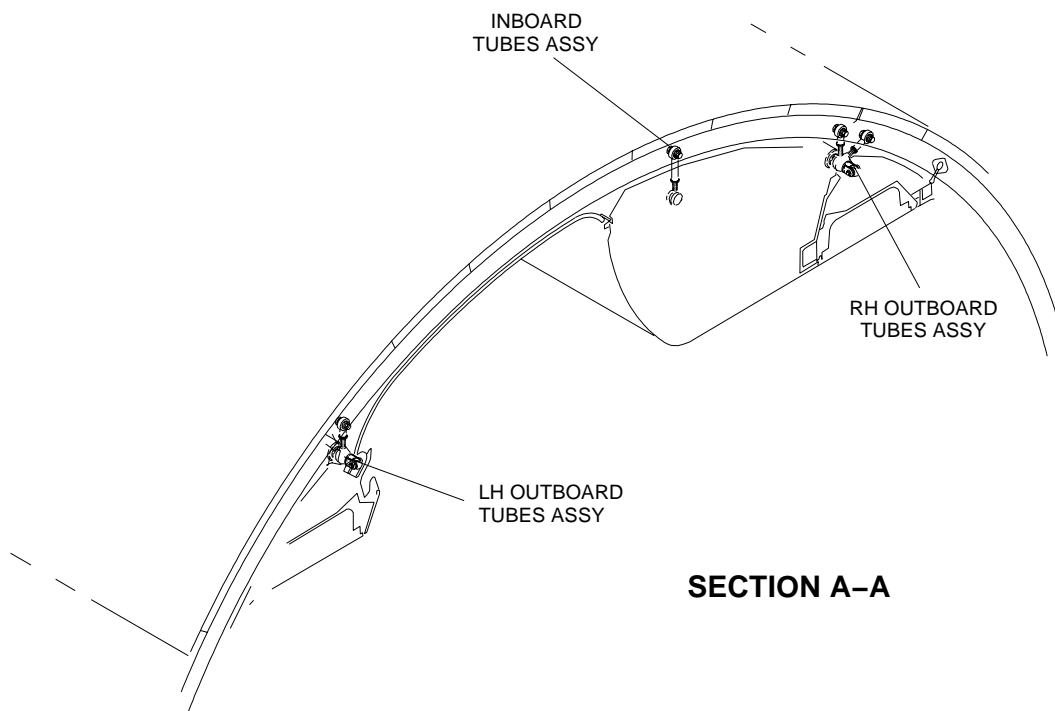 INBOARD
TUBES ASSY
RH OUTBOARD
TUBES ASSY
LH OUTBOARD
TUBES ASSY
SECTION A–A